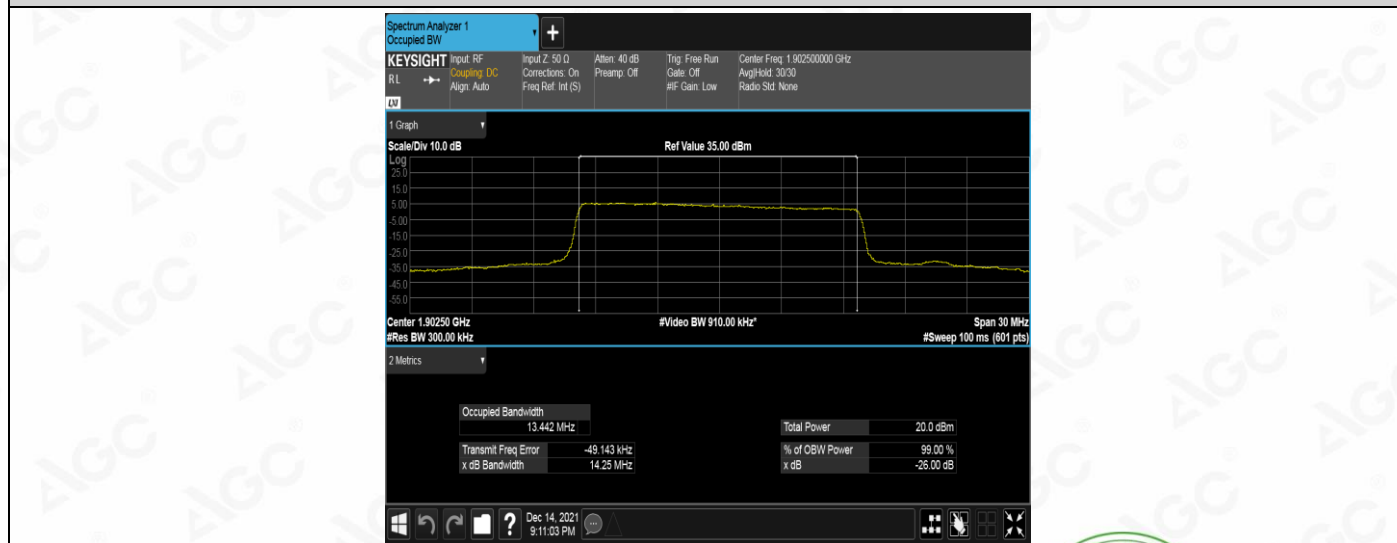 Spectrum Analyzer 1
Occupied BW
+
KEYSIGHT
R L
LXI
Input: RF
Coupling: DC
Align: Auto
Input Z: 50 Ω
Corrections: On
Freq Ref: Int (S)
Atten: 40 dB
Preamp: Off
Trig: Free Run
Gate: Off
#IF Gain: Low
Center Freq: 1.902500000 GHz
Avg|Hold: 30/30
Radio Std: None
1 Graph
Scale/Div 10.0 dB
Ref Value 35.00 dBm
Log
25.0
15.0
5.00
-5.00
-15.0
-25.0
-35.0
-45.0
-55.0
Center 1.90250 GHz
#Video BW 910.00 kHz*
Span 30 MHz
#Res BW 300.00 kHz
#Sweep 100 ms (601 pts)
2 Metrics
Occupied Bandwidth
13.442 MHz
Total Power 20.0 dBm
Transmit Freq Error -49.143 kHz
% of OBW Power 99.00 %
x dB Bandwidth 14.25 MHz
x dB -26.00 dB
?
Dec 14, 2021
9:11:03 PM
AGC